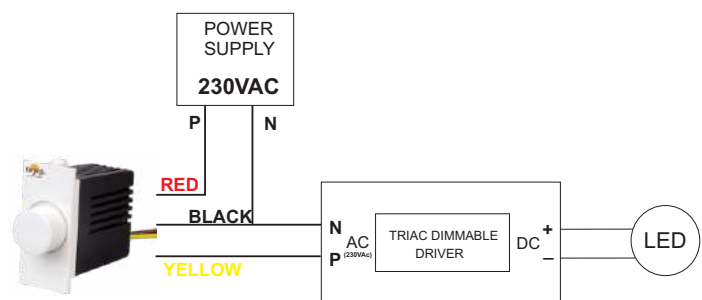 POWER
SUPPLY
230VAC
P
N
RED
BLACK
YELLOW
N
P
AC
(230VAc)
TRIAC DIMMABLE
DRIVER
DC
+
–
LED